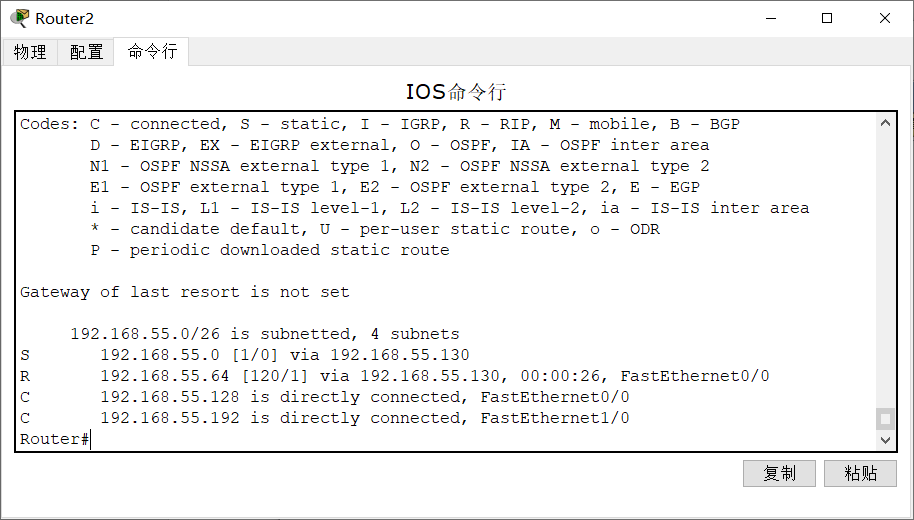 Router2
物理 配置 命令行
IOS命令行
Codes: C - connected, S - static, I - IGRP, R - RIP, M - mobile, B - BGP
D - EIGRP, EX - EIGRP external, O - OSPF, IA - OSPF inter area
N1 - OSPF NSSA external type 1, N2 - OSPF NSSA external type 2
E1 - OSPF external type 1, E2 - OSPF external type 2, E - EGP
i - IS-IS, L1 - IS-IS level-1, L2 - IS-IS level-2, ia - IS-IS inter area
* - candidate default, U - per-user static route, o - ODR
P - periodic downloaded static route
Gateway of last resort is not set
192.168.55.0/26 is subnetted, 4 subnets
S 192.168.55.0 [1/0] via 192.168.55.130
R 192.168.55.64 [120/1] via 192.168.55.130, 00:00:26, FastEthernet0/0
C 192.168.55.128 is directly connected, FastEthernet0/0
C 192.168.55.192 is directly connected, FastEthernet1/0
Router#
复制 粘贴